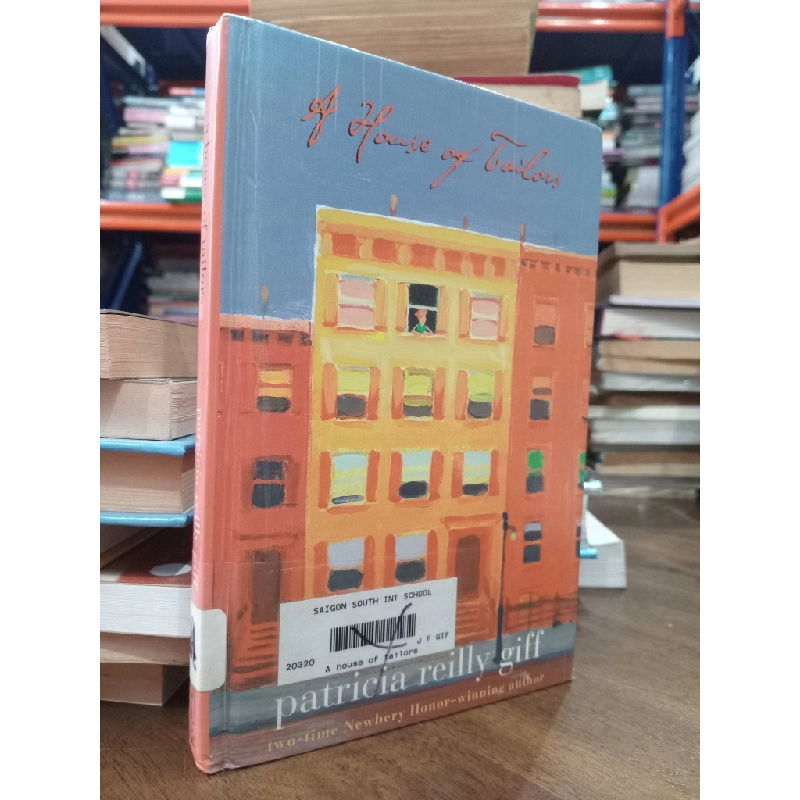 A House of Tailors
SAIGON SOUTH INT SCHOOL
J F GIF
20320
A house of tailors
patricia reilly giff
two-time Newbery Honor-winning author